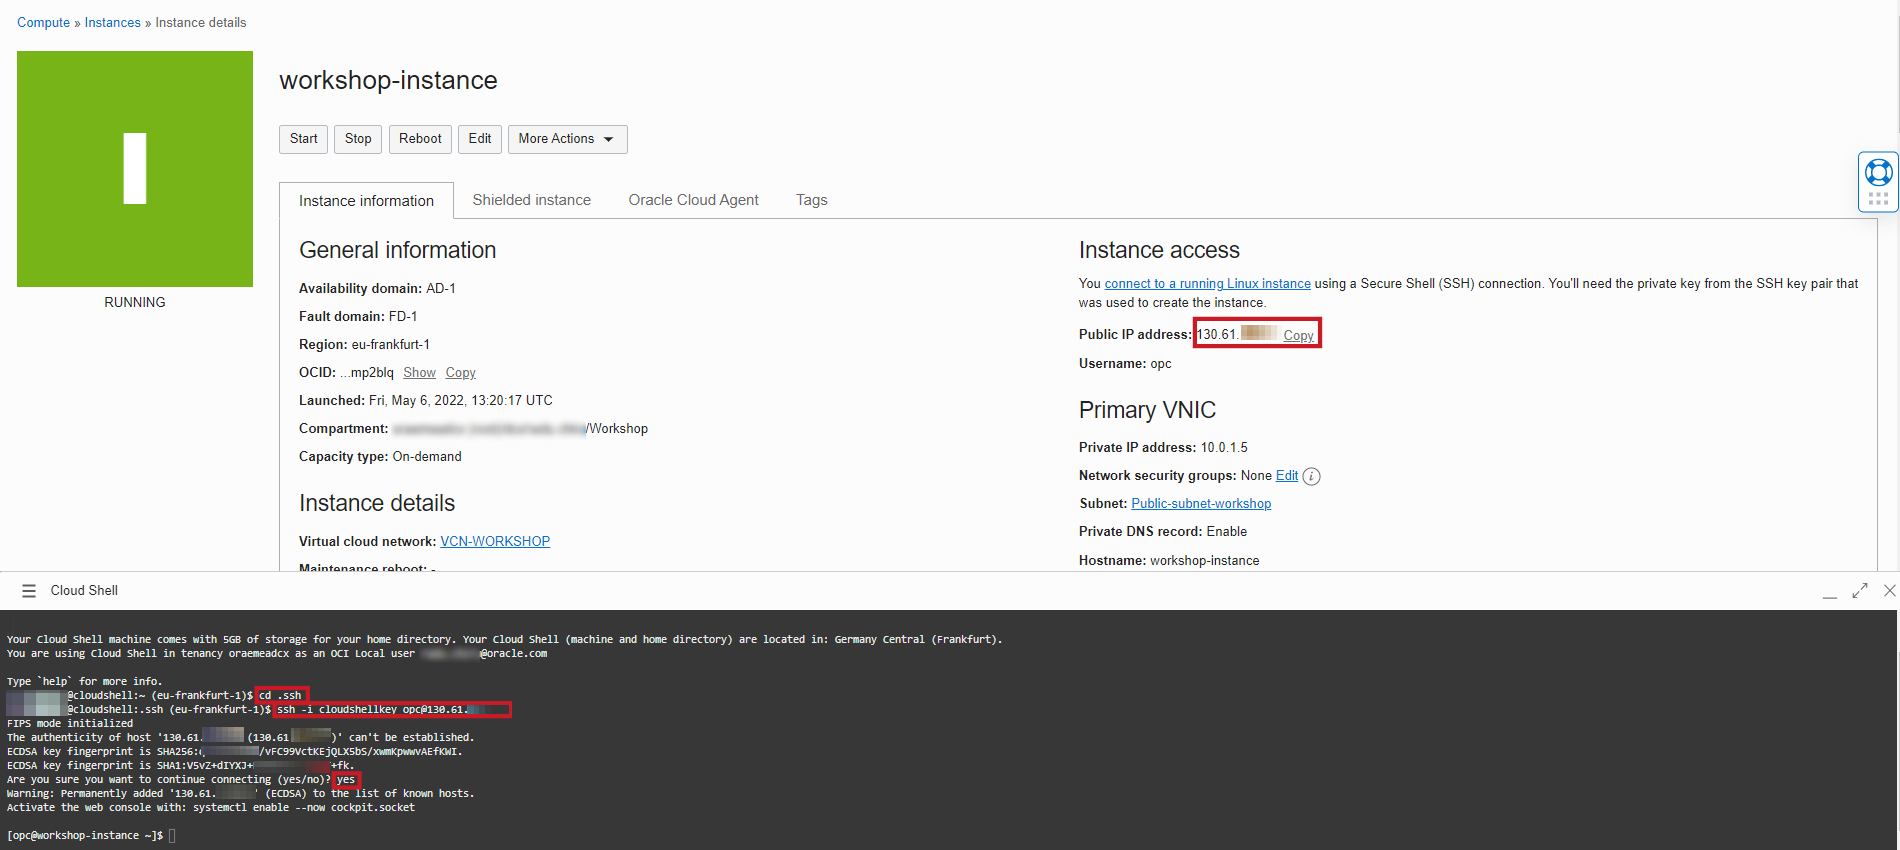 Compute » Instances » Instance details
RUNNING
workshop-instance
Start Stop Reboot Edit More Actions
Instance information Shielded instance Oracle Cloud Agent Tags
General information
Availability domain: AD-1
Fault domain: FD-1
Region: eu-frankfurt-1
OCID: ...mp2blq Show Copy
Launched: Fri, May 6, 2022, 13:20:17 UTC
Compartment: /Workshop
Capacity type: On-demand
Instance details
Virtual cloud network: VCN-WORKSHOP
Maintenance reboot: -
Instance access
You connect to a running Linux instance using a Secure Shell (SSH) connection. You'll need the private key from the SSH key pair that
was used to create the instance.
Public IP address: 130.61. Copy
Username: opc
Primary VNIC
Private IP address: 10.0.1.5
Network security groups: None Edit i
Subnet: Public-subnet-workshop
Private DNS record: Enable
Hostname: workshop-instance
Cloud Shell
Your Cloud Shell machine comes with 5GB of storage for your home directory. Your Cloud Shell (machine and home directory) are located in: Germany Central (Frankfurt).
You are using Cloud Shell in tenancy oraemeadcx as an OCI Local user @oracle.com
Type `help` for more info.
@cloudshell:~ (eu-frankfurt-1)$ cd .ssh
@cloudshell:.ssh (eu-frankfurt-1)$ ssh -i cloudshellkey opc@130.61.
FIPS mode initialized
The authenticity of host '130.61. (130.61 )' can't be established.
ECDSA key fingerprint is SHA256: /vFC99VctKEjQLX5bS/xwmKpwwvAEfKWI.
ECDSA key fingerprint is SHA1:V5vZ+dIYXJ+ +fk.
Are you sure you want to continue connecting (yes/no)? yes
Warning: Permanently added '130.61. ' (ECDSA) to the list of known hosts.
Activate the web console with: systemctl enable --now cockpit.socket
[opc@workshop-instance ~]$